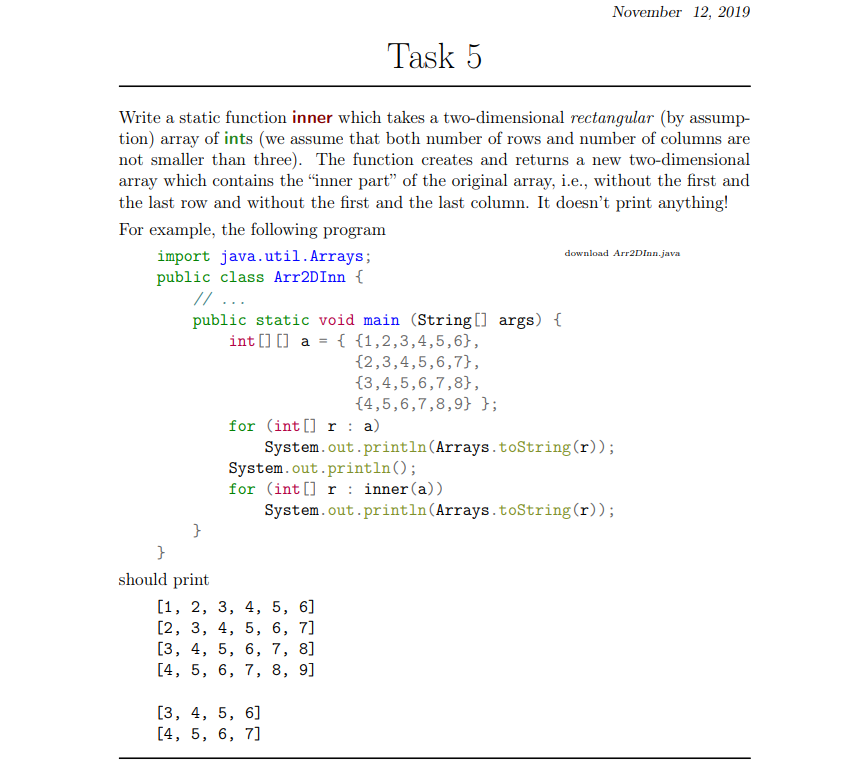 November 12, 2019
Task 5
Write a static function inner which takes a two-dimensional rectangular (by assump-
tion) array of ints (we assume that both number of rows and number of columns are
not smaller than three). The function creates and returns a new two-dimensional
array which contains the “inner part” of the original array, i.e., without the first and
the last row and without the first and the last column. It doesn’t print anything!
For example, the following program
download Arr2DInn.java
import java.util.Arrays;
public class Arr2DInn {
// ...
public static void main (String[] args) {
int[][] a = { {1,2,3,4,5,6},
{2,3,4,5,6,7},
{3,4,5,6,7,8},
{4,5,6,7,8,9} };
for (int[] r : a)
System.out.println(Arrays.toString(r));
System.out.println();
for (int[] r : inner(a))
System.out.println(Arrays.toString(r));
}
}
should print
[1, 2, 3, 4, 5, 6]
[2, 3, 4, 5, 6, 7]
[3, 4, 5, 6, 7, 8]
[4, 5, 6, 7, 8, 9]
[3, 4, 5, 6]
[4, 5, 6, 7]